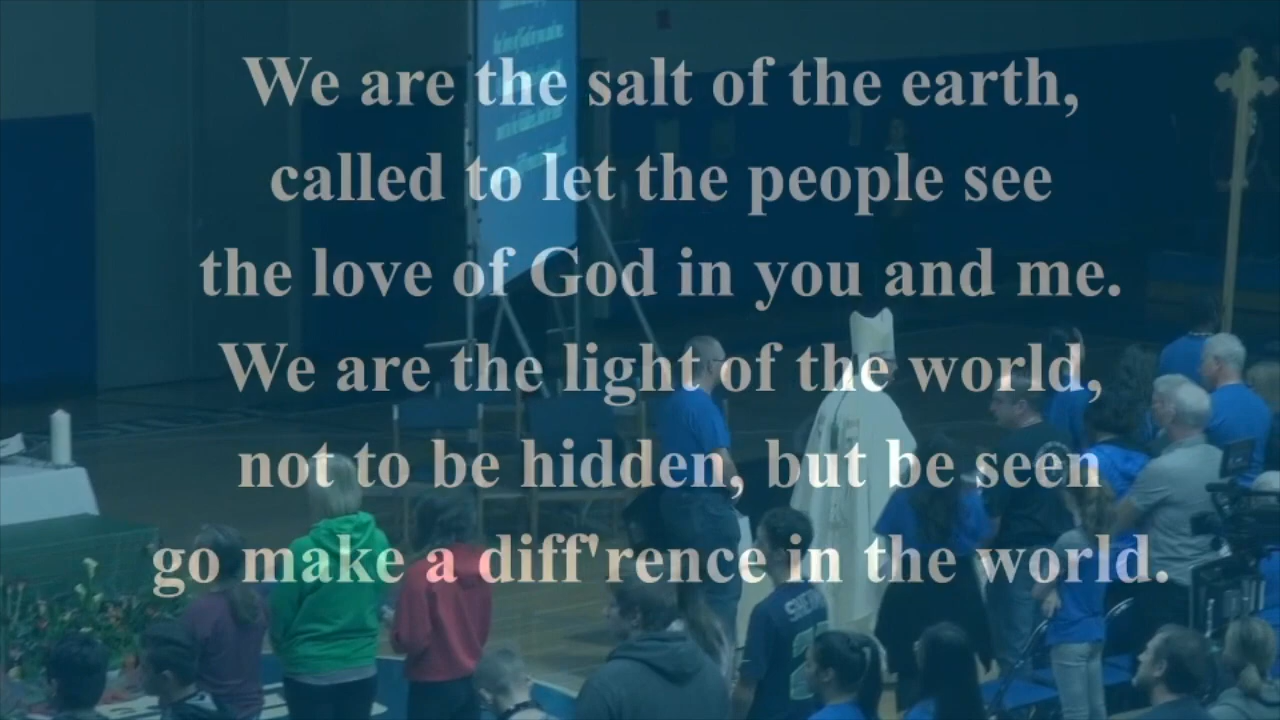 We are the salt of the earth,
called to let the people see
the love of God in you and me.
We are the light of the world,
not to be hidden, but be seen
go make a diff'rence in the world.